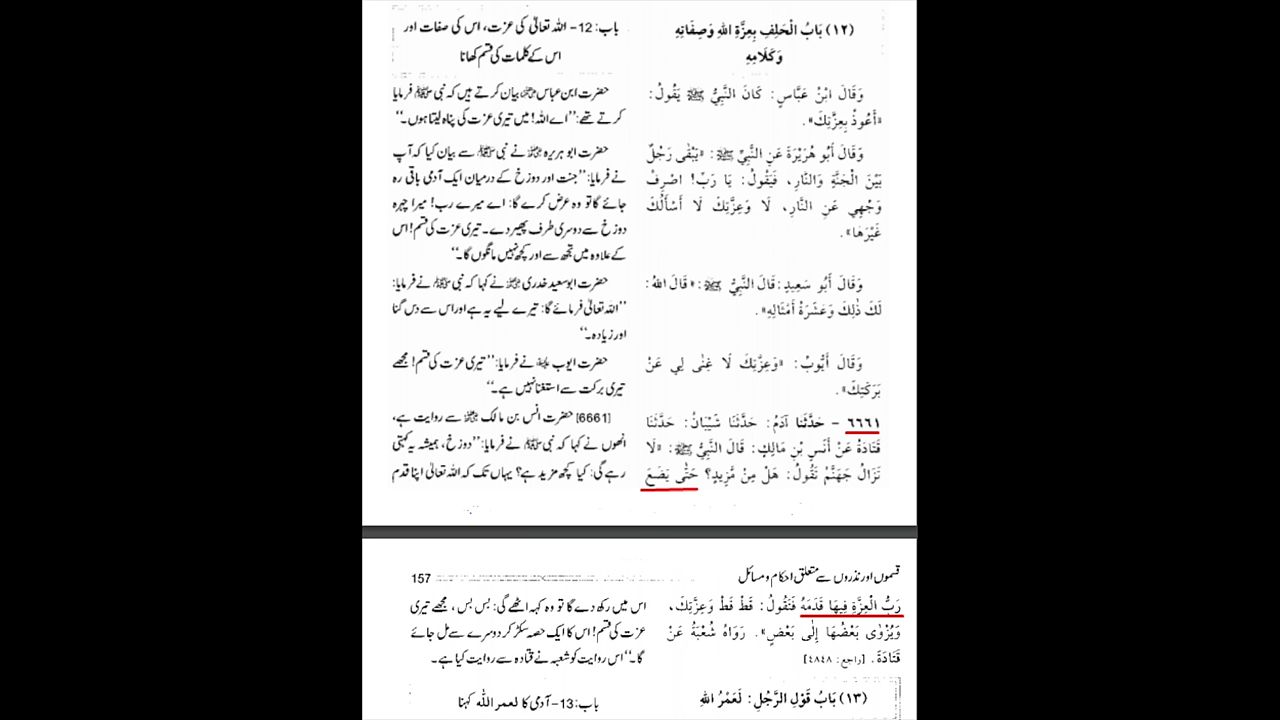 (١٢) بَابُ الْحَلِفِ بِعِزَّةِ اللهِ وَصِفَاتِهِ
وَكَلَامِهِ
وَقَالَ ابْنُ عَبَّاسٍ: كَانَ النَّبِيُّ ﷺ يَقُولُ:
«أَعُوذُ بِعِزَّتِكَ».
وَقَالَ أَبُو هُرَيْرَةَ عَنِ النَّبِيِّ ﷺ: «يَبْقَى رَجُلٌ
بَيْنَ الْجَنَّةِ وَالنَّارِ، فَيَقُولُ: يَا رَبِّ! اصْرِفْ
وَجْهِي عَنِ النَّارِ، لَا وَعِزَّتِكَ لَا أَسْأَلُكَ
غَيْرَهَا».
وَقَالَ أَبُو سَعِيدٍ: قَالَ النَّبِيُّ ﷺ: «قَالَ اللهُ:
لَكَ ذٰلِكَ وَعَشَرَةُ أَمْثَالِهِ».
وَقَالَ أَيُّوبُ: «وَعِزَّتِكَ لَا غِنٰى لِي عَنْ
بَرَكَتِكَ».
٦٦٦١ - حَدَّثَنَا آدَمُ: حَدَّثَنَا شَيْبَانُ: حَدَّثَنَا
قَتَادَةُ عَنْ أَنَسِ بْنِ مَالِكٍ: قَالَ النَّبِيُّ ﷺ: «لَا
تَزَالُ جَهَنَّمُ تَقُولُ: هَلْ مِنْ مَّزِيدٍ؟ حَتّٰى يَضَعَ
باب: 12- اللہ تعالیٰ کی عزت، اس کی صفات اور
اس کے کلمات کی قسم کھانا
حضرت ابن عباس ؓ بیان کرتے ہیں کہ نبی ﷺ فرمایا
کرتے تھے: ’’اے اللہ! میں تیری عزت کی پناہ لیتا ہوں۔‘‘
حضرت ابو ہریرہ ؓ نے نبی ﷺ سے بیان کیا کہ آپ
نے فرمایا: ’’جنت اور دوزخ کے درمیان ایک آدمی باقی رہ
جائے گا تو وہ عرض کرے گا: اے میرے رب! میرا چہرہ
دوزخ سے دوسری طرف پھیر دے۔ تیری عزت کی قسم! اس
کے علاوہ میں تجھ سے اور کچھ نہیں مانگوں گا۔‘‘
حضرت ابو سعید خدری ؓ نے کہا کہ نبی ﷺ نے فرمایا:
’’اللہ تعالیٰ فرمائے گا: تیرے لیے یہ ہے اور اس سے دس گنا
اور زیادہ۔‘‘
حضرت ایوب ؑ نے فرمایا: ’’تیری عزت کی قسم! مجھے
تیری برکت سے استغنا نہیں ہے۔‘‘
[6661] حضرت انس بن مالک ؓ سے روایت ہے،
انھوں نے کہا کہ نبی ﷺ نے فرمایا: ’’دوزخ، ہمیشہ یہ کہتی
رہے گی: کیا کچھ مزید ہے؟ یہاں تک کہ اللہ تعالیٰ اپنا قدم
قسموں اور نذروں سے متعلق احکام و مسائل 157
رَبُّ الْعِزَّةِ فِيهَا قَدَمَهُ فَتَقُولُ: قَطْ قَطْ وَعِزَّتِكَ،
وَيُزْوٰى بَعْضُهَا إِلٰى بَعْضٍ». رَوَاهُ شُعْبَةُ عَنْ
قَتَادَةَ. [راجع: ٤٨٤٨]
اس میں رکھ دے گا تو وہ کہہ اٹھے گی: بس بس، مجھے تیری
عزت کی قسم! اس کا ایک حصہ سکڑ کر دوسرے سے مل جائے
گا۔‘‘ اس روایت کو شعبہ نے قتادہ سے روایت کیا ہے۔
(١٣) بَابُ قَوْلِ الرَّجُلِ: لَعَمْرُ اللهِ
باب: 13- آدمی کا لعمر اللہ کہنا